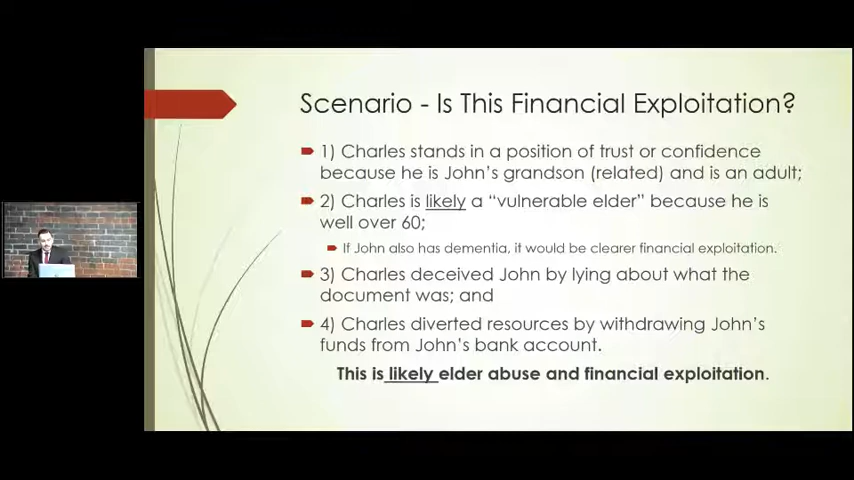 Scenario - Is This Financial Exploitation?
1) Charles stands in a position of trust or confidence
because he is John's grandson (related) and is an adult;
2) Charles is likely a “vulnerable elder” because he is
well over 60;
If John also has dementia, it would be clearer financial exploitation.
3) Charles deceived John by lying about what the
document was; and
4) Charles diverted resources by withdrawing John's
funds from John's bank account.
This is likely elder abuse and financial exploitation.